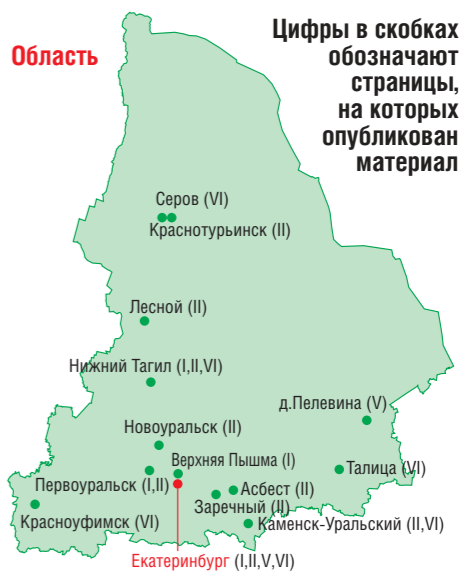 Область
Цифры в скобках
обозначают
страницы,
на которых
опубликован
материал
Серов (VI)
Краснотурьинск (II)
Лесной (II)
Нижний Тагил (I,II,VI)
д.Пелевина (V)
Новоуральск (II)
Верхняя Пышма (I)
Талица (VI)
Первоуральск (I,II)
Асбест (II)
Заречный (II)
Красноуфимск (VI)
Каменск-Уральский (II,VI)
Екатеринбург (I,II,V,VI)